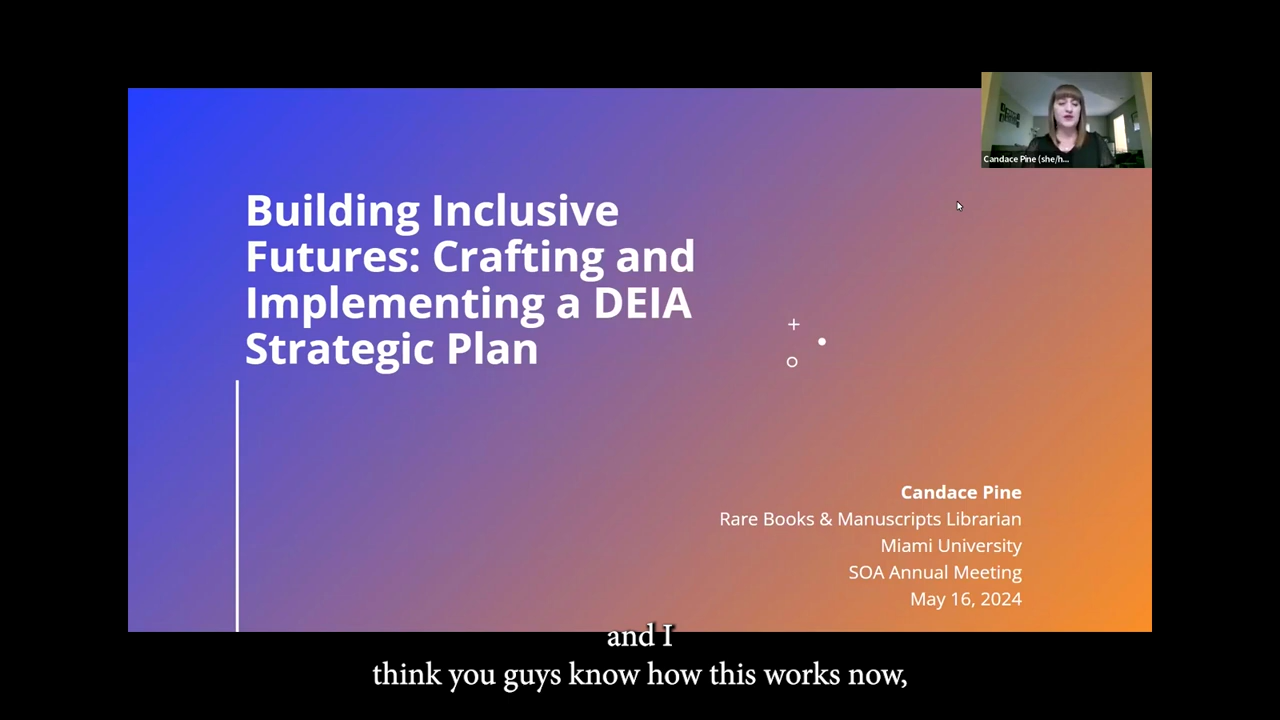 Candace Pine (she/h...
Building Inclusive
Futures: Crafting and
Implementing a DEIA
Strategic Plan
Candace Pine
Rare Books & Manuscripts Librarian
Miami University
SOA Annual Meeting
May 16, 2024
and I
think you guys know how this works now,